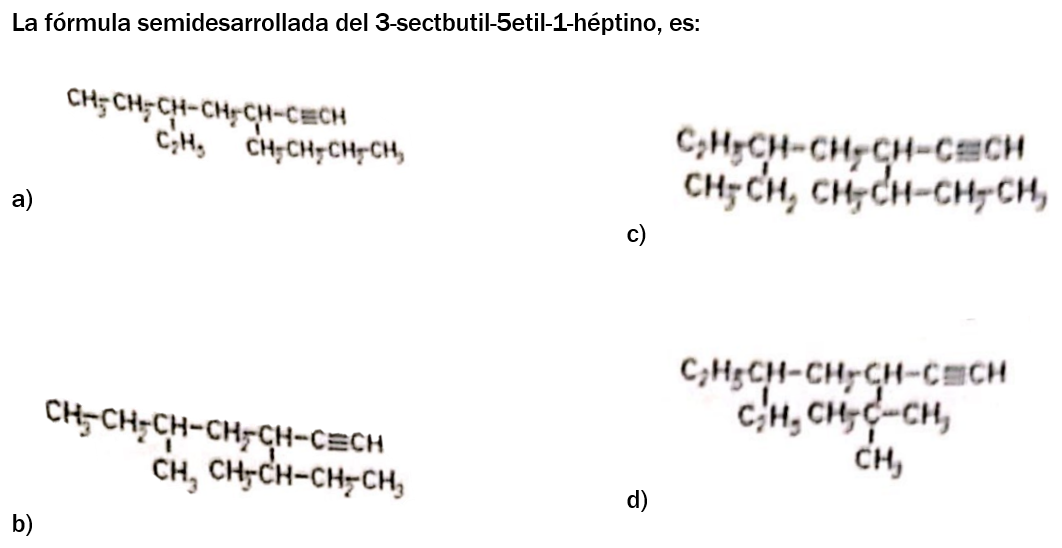 La fórmula semidesarrollada del 3-sectbutil-5etil-1-héptino, es:
CH₃-CH₂-CH-CH₂-CH-C≡CH
C₂H₅ CH₂-CH₂-CH₂-CH₃
a)
CH₃-CH₂-CH-CH₂-CH-C≡CH
CH₃ CH₃-CH-CH₂-CH₃
b)
C₂H₅-CH-CH₂-CH-C≡CH
CH₃-CH₂ CH₃-CH-CH₂-CH₃
c)
C₂H₅-CH-CH₂-CH-C≡CH
C₂H₅ CH₃-C-CH₃
CH₃
d)